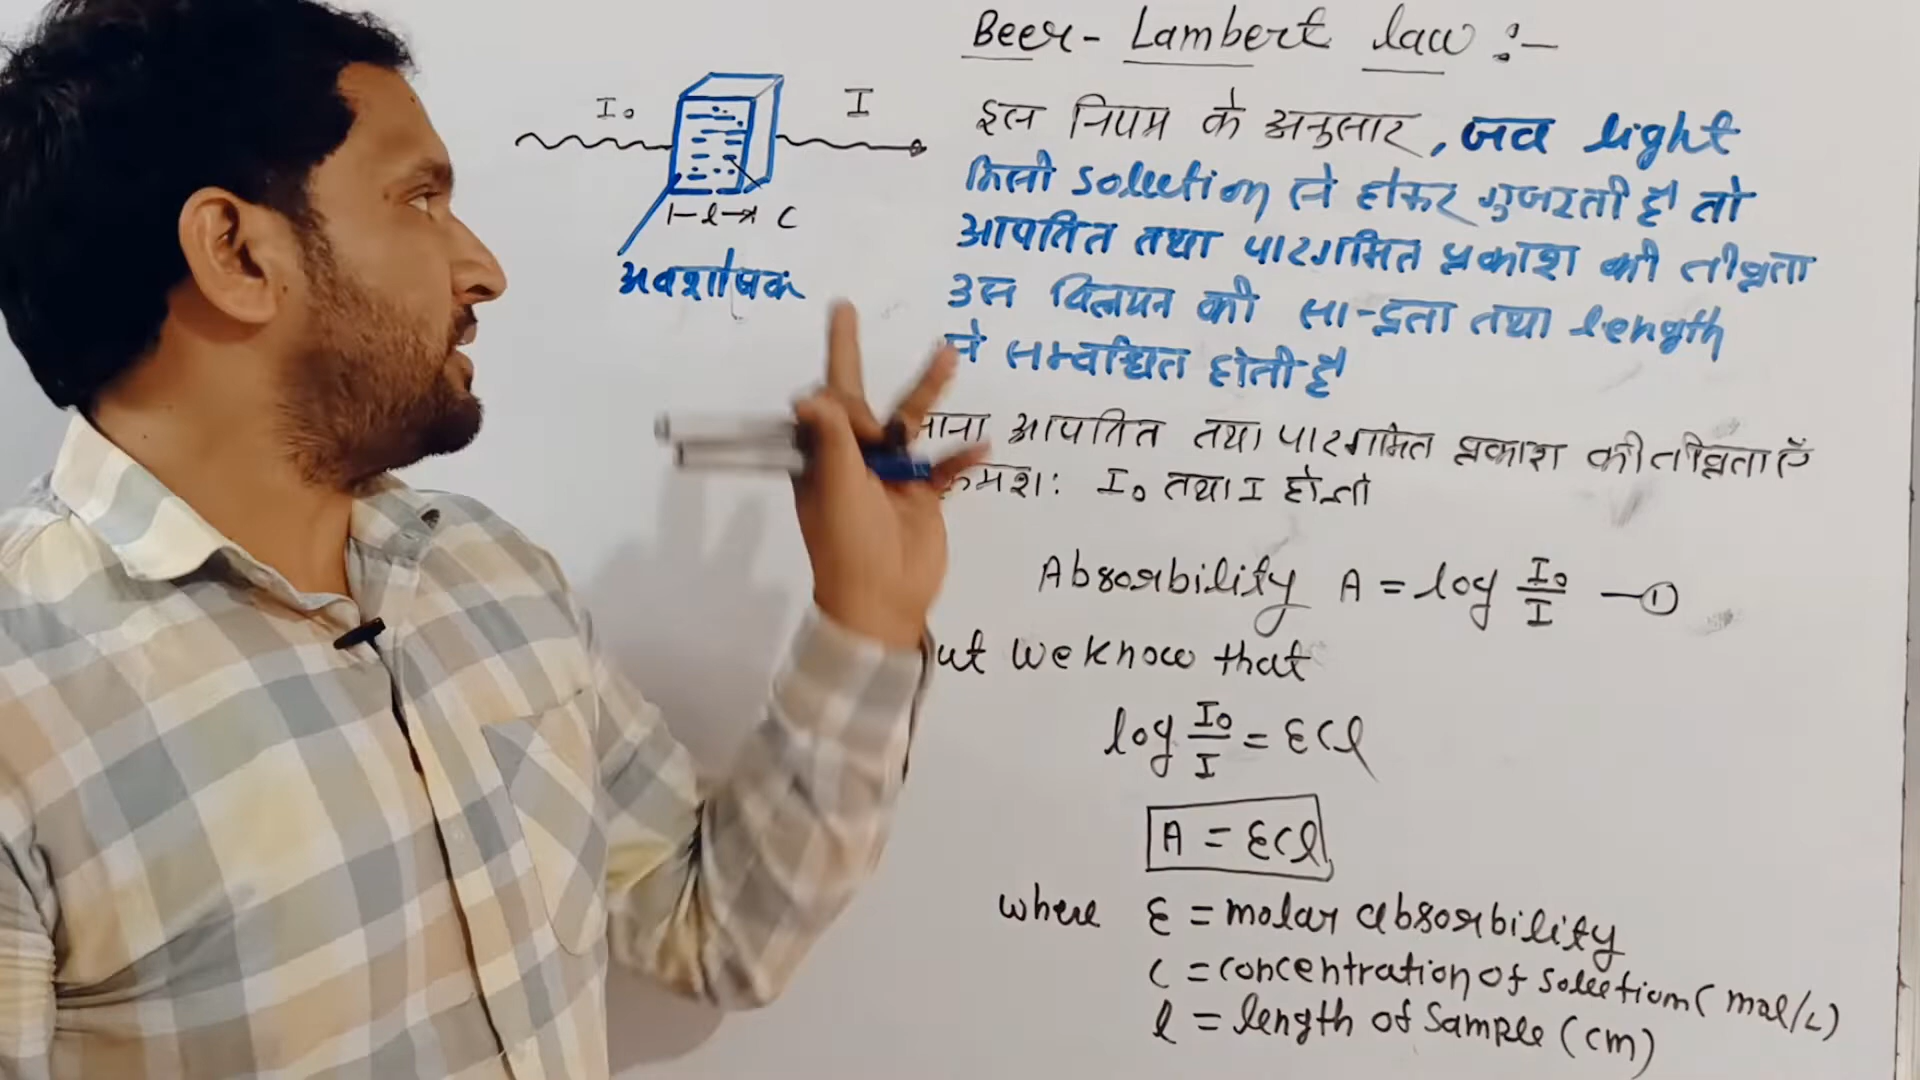 Beer-Lambert law :-
I₀
I
l
C
अवशोषक
इस नियम के अनुसार, जब light
किसी solution से होकर गुजरती है तो
आपतित तथा पारगमित प्रकाश की तीव्रता
उस विलयन की सान्द्रता तथा length
से सम्बन्धित होती है
माना आपतित तथा पारगमित प्रकाश की तीव्रताएँ
क्रमश: I₀ तथा I हो तो
Absorbility A = log I₀/I —①
ut we know that
log I₀/I = εcl
A = εcl
where ε = molar absorbility
c = concentration of solution (mol/L)
l = length of sample (cm)